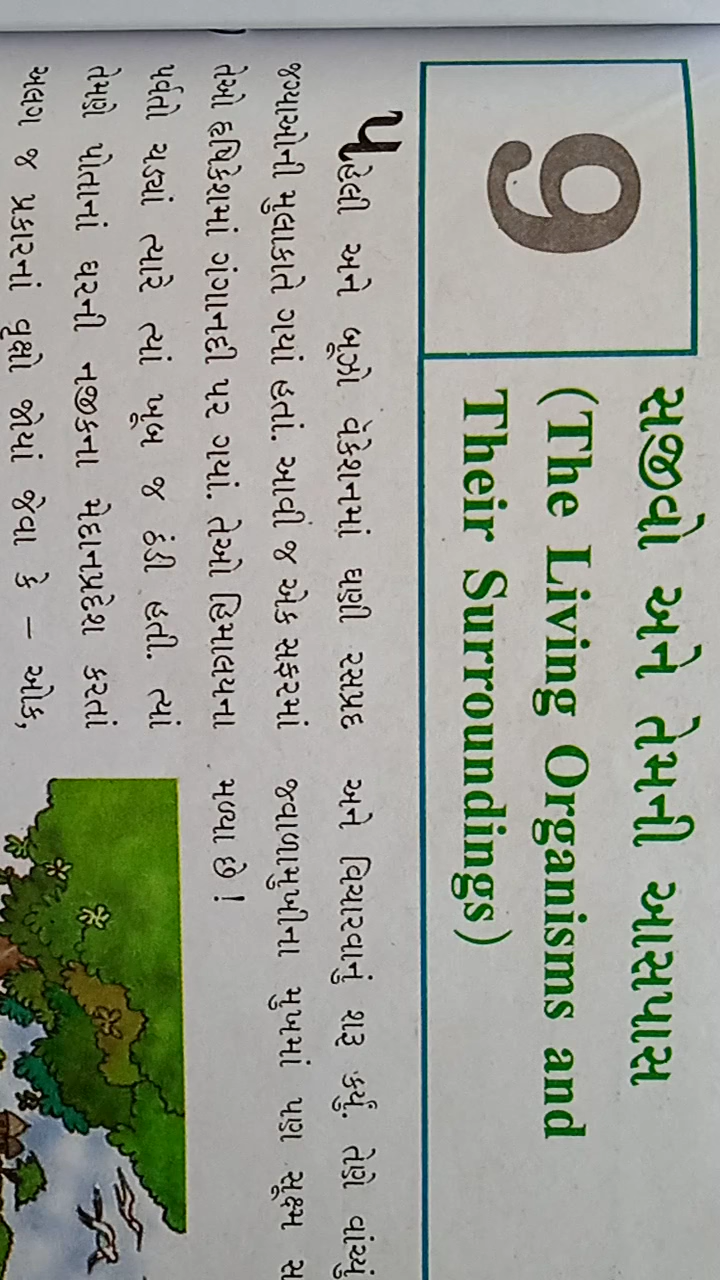 9
સજીવો અને તેમની આસપાસ
(The Living Organisms and
Their Surroundings)
પહેલી અને બૂઝો વેકેશનમાં ઘણી રસપ્રદ
જગ્યાઓની મુલાકાતે ગયાં હતાં. આવી જ એક સફરમાં
તેઓ ઋષિકેશમાં ગંગાનદી પર ગયાં. તેઓ હિમાલયના
પર્વતો ચડ્યાં ત્યારે ત્યાં ખૂબ જ ઠંડી હતી. ત્યાં
તેમણે પોતાનાં ઘરની નજીકના મેદાનપ્રદેશ કરતાં
અલગ જ પ્રકારનાં વૃક્ષો જોયાં જેવા કે – ઓક,
અને વિચારવાનું શરૂ કર્યું. તેણે વાંચ્યું
જ્વાળામુખીના મુખમાં પણ સૂક્ષ્મ
મળ્યા છે !